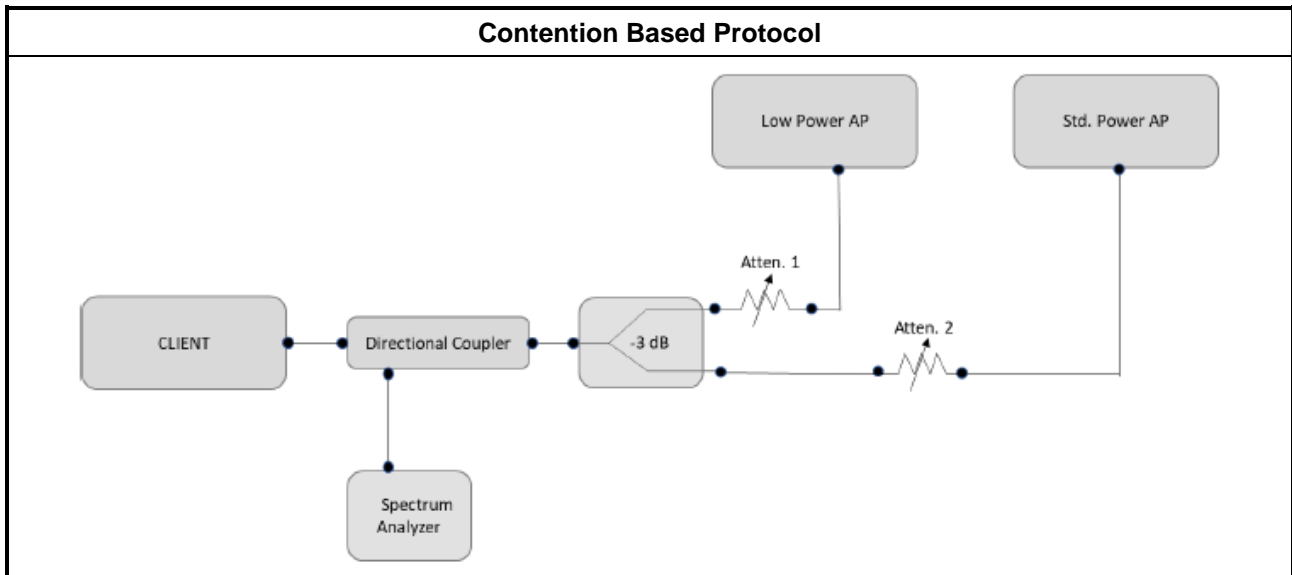 Contention Based Protocol
Low Power AP
Std. Power AP
Atten. 1
Atten. 2
CLIENT
Directional Coupler
-3 dB
Spectrum
Analyzer